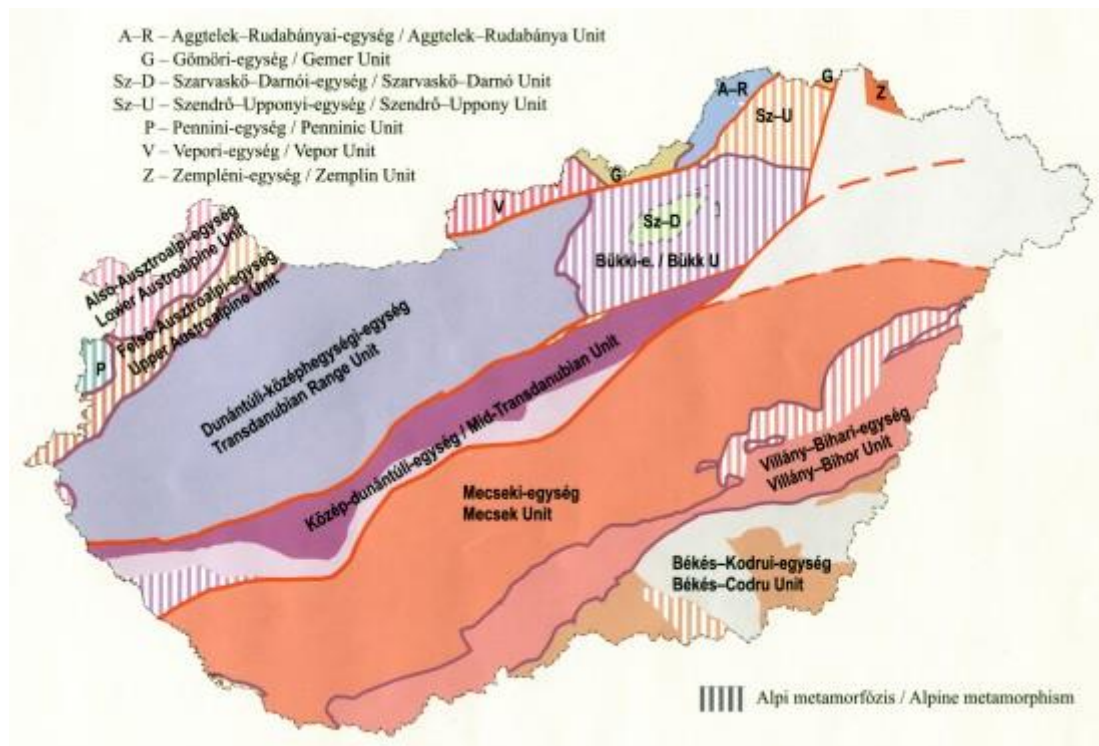 A–R – Aggtelek–Rudabányai-egység / Aggtelek–Rudabánya Unit
G – Gömöri-egység / Gemer Unit
Sz–D – Szarvaskő–Darnói-egység / Szarvaskő–Darnó Unit
Sz–U – Szendrő–Upponyi-egység / Szendrő–Uppony Unit
P – Pennini-egység / Penninic Unit
V – Vepori-egység / Vepor Unit
Z – Zempléni-egység / Zemplin Unit
A–R
G
Z
Sz–U
G
V
Sz–D
Bükki-e. / Bükk U
Alsó-Ausztroalpi-egység
Lower Austroalpine Unit
Felső-Ausztroalpi-egység
Upper Austroalpine Unit
P
Dunántúli-középhegységi-egység
Transdanubian Range Unit
Közép-dunántúli-egység / Mid-Transdanubian Unit
Villány–Bihari-egység
Villány–Bihor Unit
Mecseki-egység
Mecsek Unit
Békés–Kodrui-egység
Békés–Codru Unit
Alpi metamorfózis / Alpine metamorphism